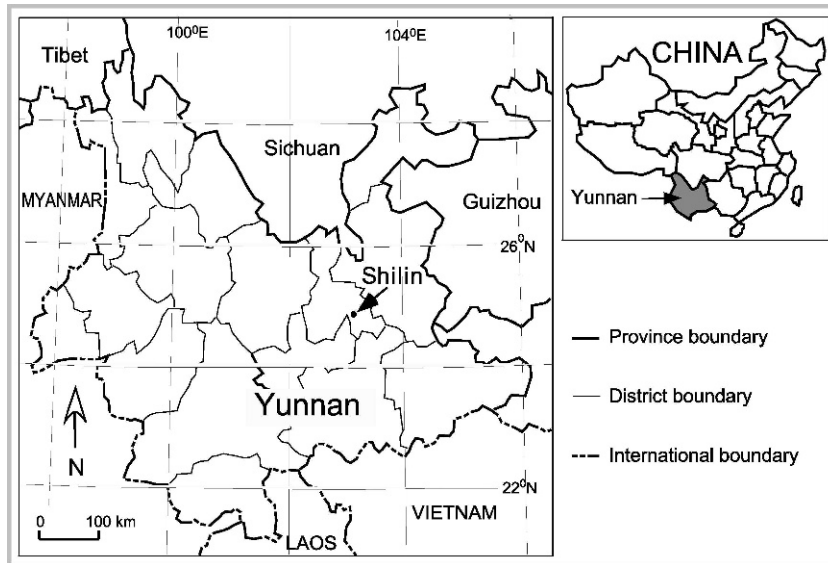 100⁰E
104⁰E
Tibet
Sichuan
MYANMAR
Guizhou
26⁰N
Shilin
Yunnan
N
22⁰N
0 100 km
VIETNAM
LAOS
CHINA
Yunnan
Province boundary
District boundary
International boundary